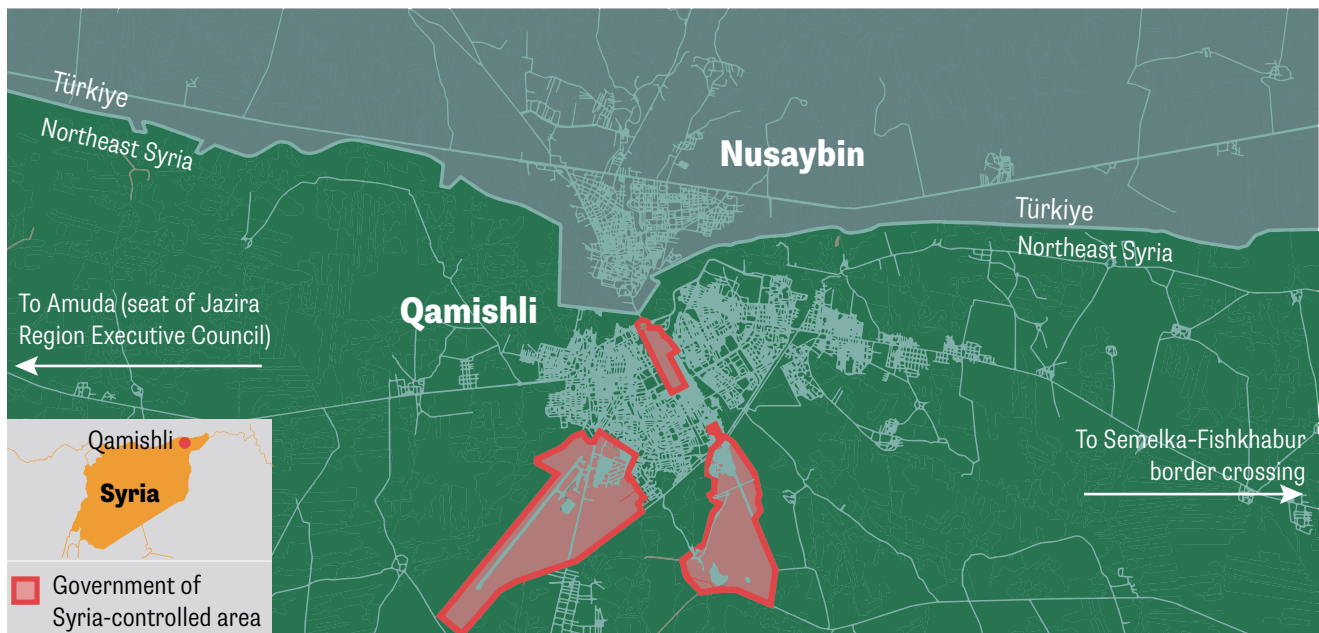 Türkiye
Northeast Syria
Nusaybin
Türkiye
Northeast Syria
Qamishli
To Amuda (seat of Jazira
Region Executive Council)
To Semelka-Fishkhabur
border crossing
Qamishli
Syria
Government of
Syria-controlled area